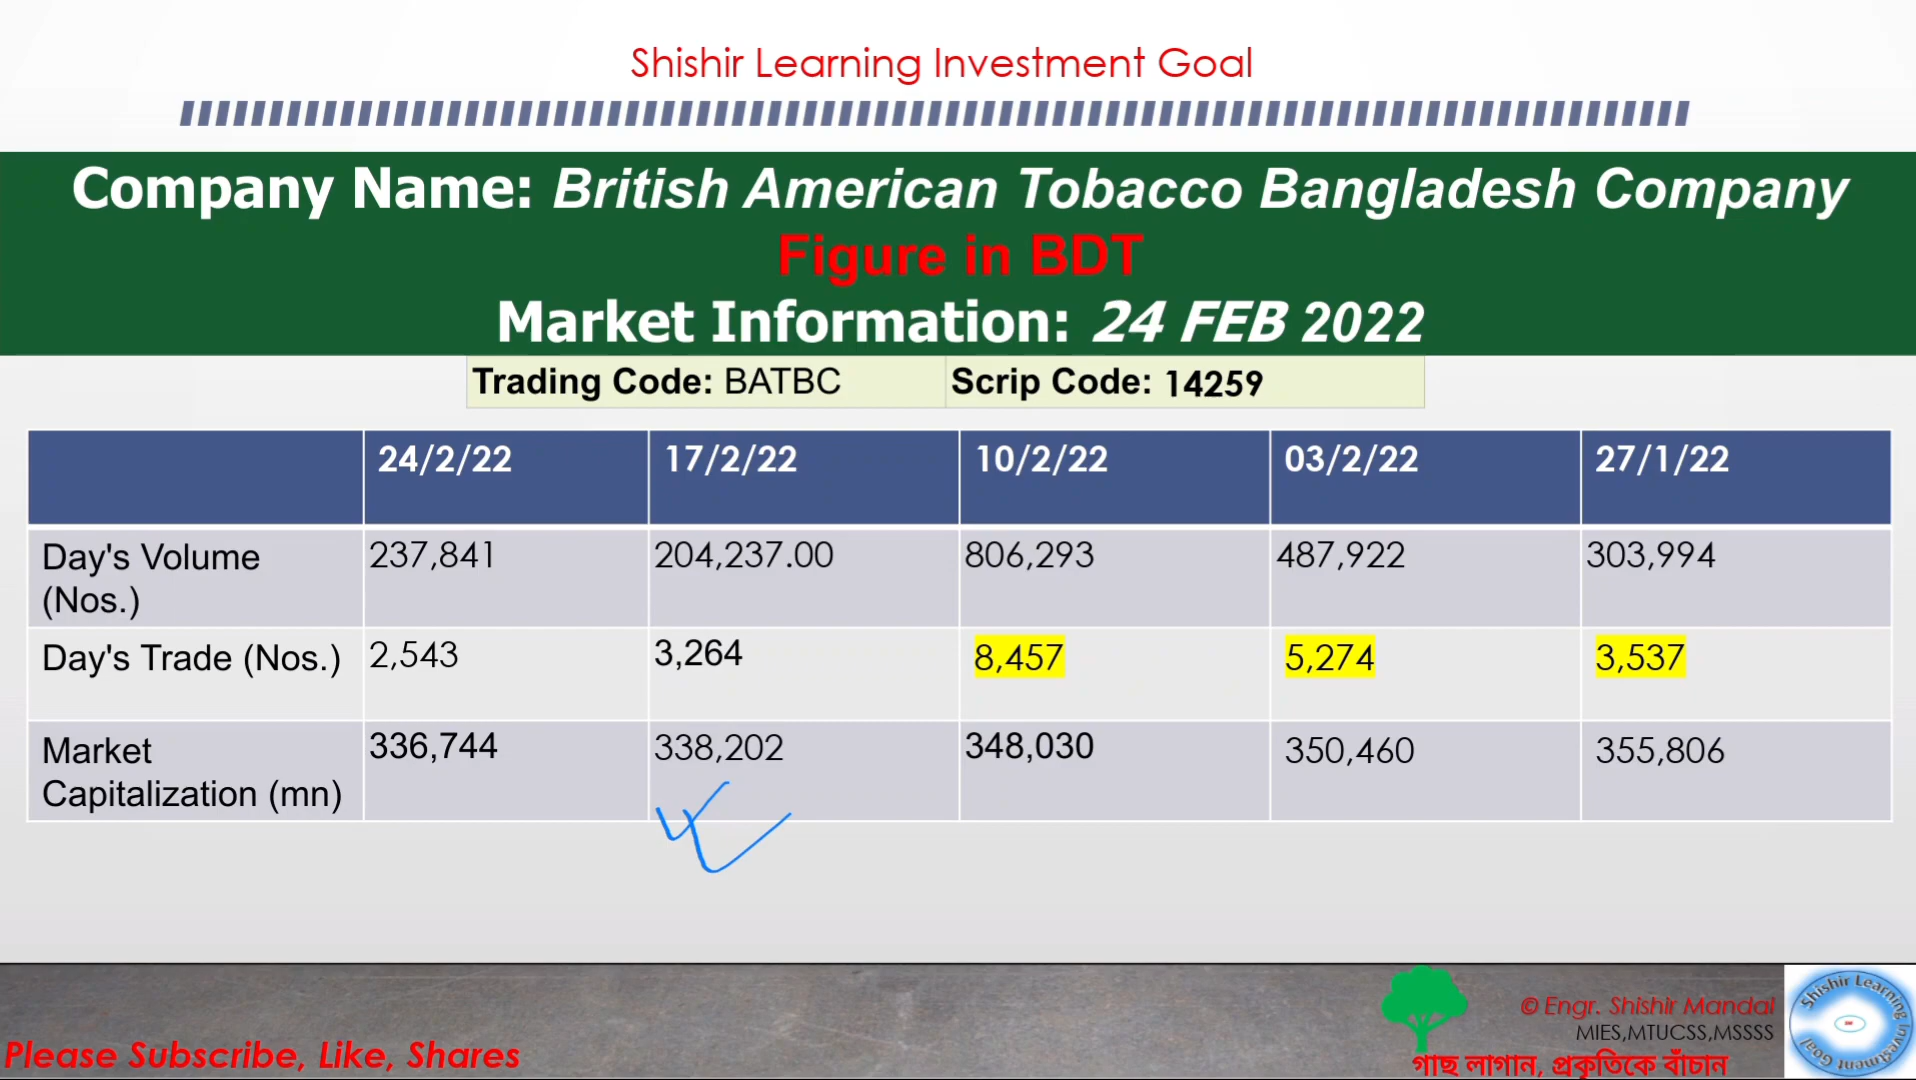 Shishir Learning Investment Goal
Company Name: British American Tobacco Bangladesh Company
Figure in BDT
Market Information: 24 FEB 2022
Trading Code: BATBC Scrip Code: 14259
24/2/22 17/2/22 10/2/22 03/2/22 27/1/22
Day's Volume (Nos.) 237,841 204,237.00 806,293 487,922 303,994
Day's Trade (Nos.) 2,543 3,264 8,457 5,274 3,537
Market Capitalization (mn) 336,744 338,202 348,030 350,460 355,806
Please Subscribe, Like, Shares
© Engr. Shishir Mandal
MIES,MTUCSS,MSSSS
গাছ লাগান, প্রকৃতিকে বাঁচান
Shishir Learning Investment Goal